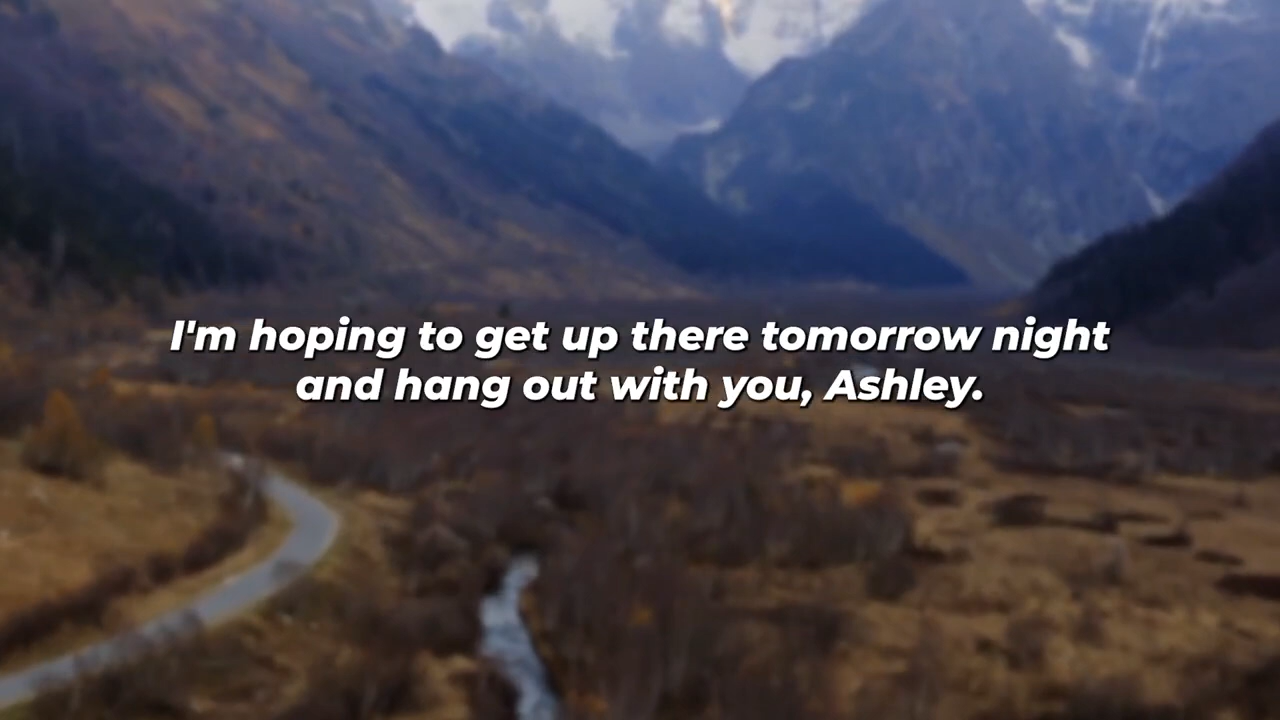 I'm hoping to get up there tomorrow night
and hang out with you, Ashley.